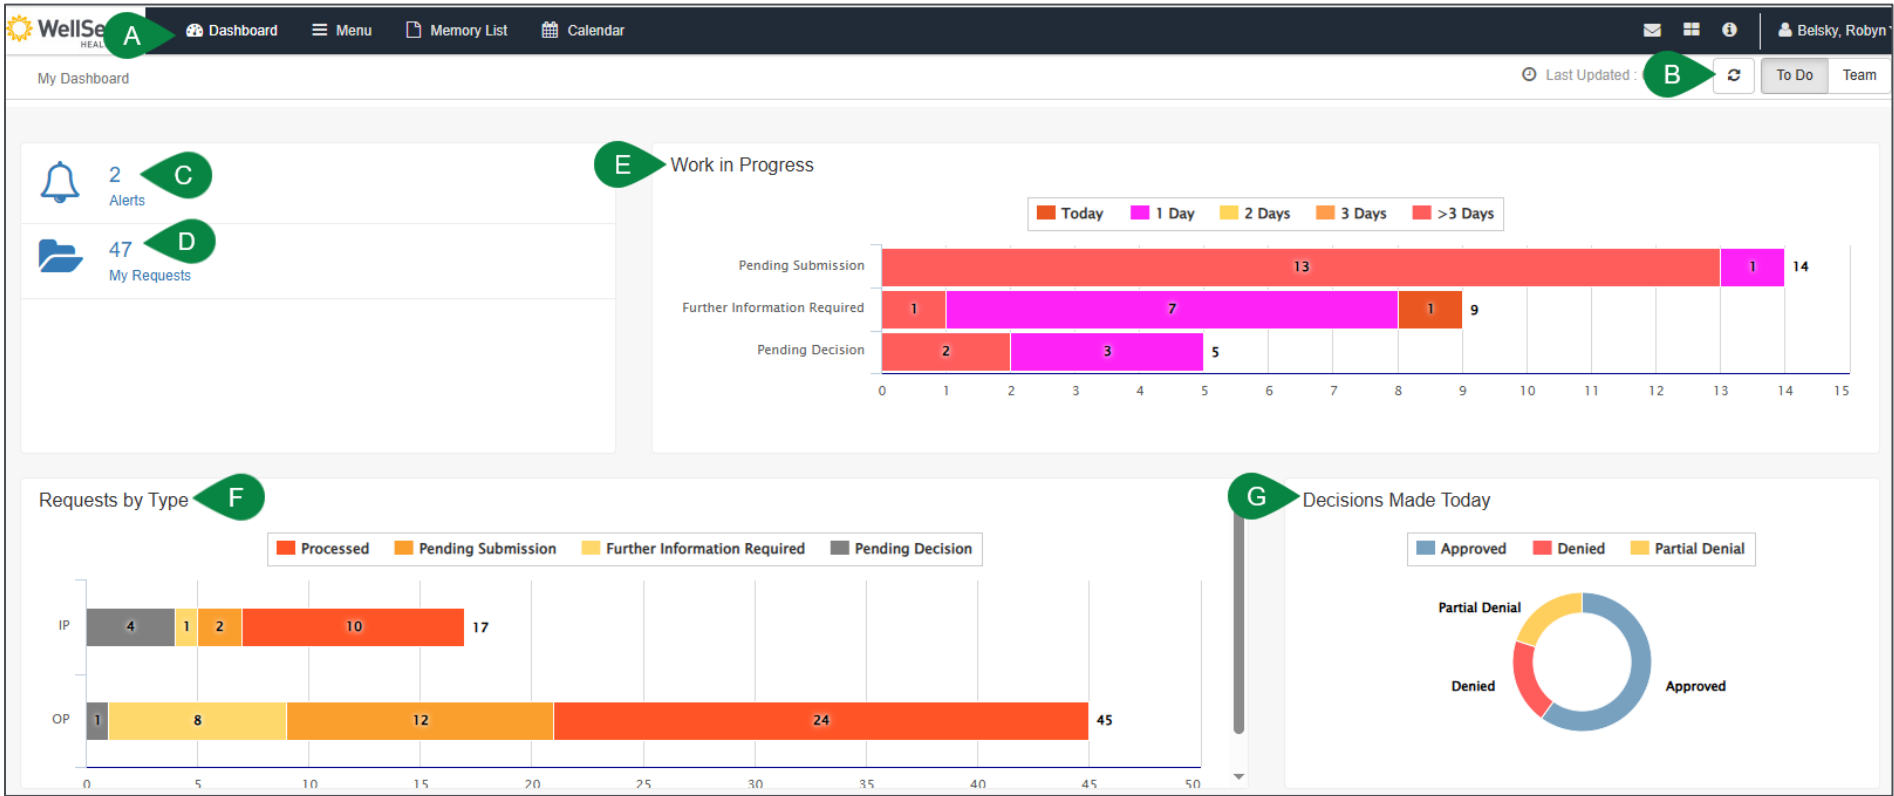 WellSe
HEAL
A
Dashboard
Menu
Memory List
Calendar
Belsky, Robyn
My Dashboard
Last Updated :
B
To Do
Team
2
C
Alerts
47
D
My Requests
E
Work in Progress
Today
1 Day
2 Days
3 Days
>3 Days
Pending Submission
13
1
14
Further Information Required
1
7
1
9
Pending Decision
2
3
5
0 1 2 3 4 5 6 7 8 9 10 11 12 13 14 15
Requests by Type
F
Processed
Pending Submission
Further Information Required
Pending Decision
IP
4
1
2
10
17
OP
1
8
12
24
45
0 5 10 15 20 25 30 35 40 45 50
G
Decisions Made Today
Approved
Denied
Partial Denial
Partial Denial
Denied
Approved